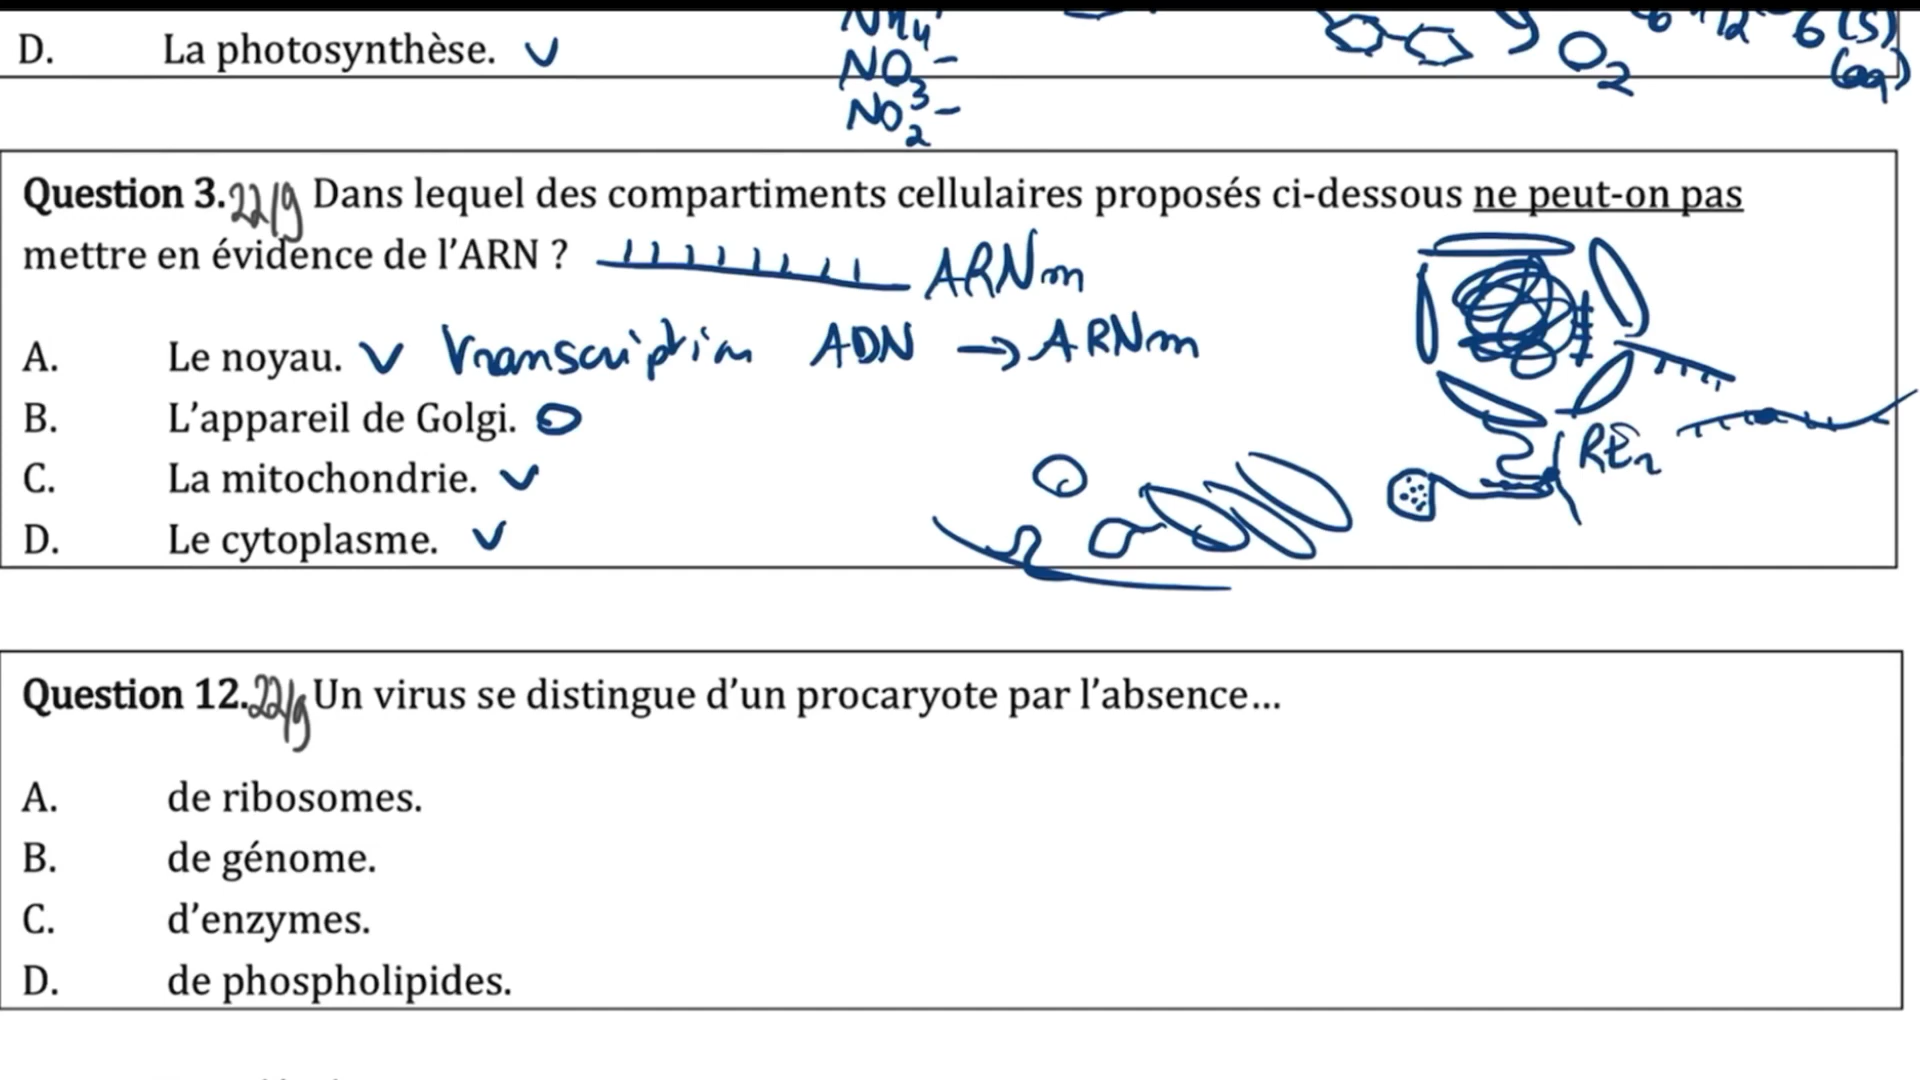 NH4+
C6H12O6 (s)
D. La photosynthèse. V
NO3-
O2
(aq)
NO2-
Question 3. 22/9 Dans lequel des compartiments cellulaires proposés ci-dessous ne peut-on pas
mettre en évidence de l’ARN ? ARNm
A. Le noyau. V Transcription ADN → ARNm
B. L’appareil de Golgi. O
RER
C. La mitochondrie. V
D. Le cytoplasme. V
Question 12. 22/9 Un virus se distingue d’un procaryote par l’absence…
A. de ribosomes.
B. de génome.
C. d’enzymes.
D. de phospholipides.